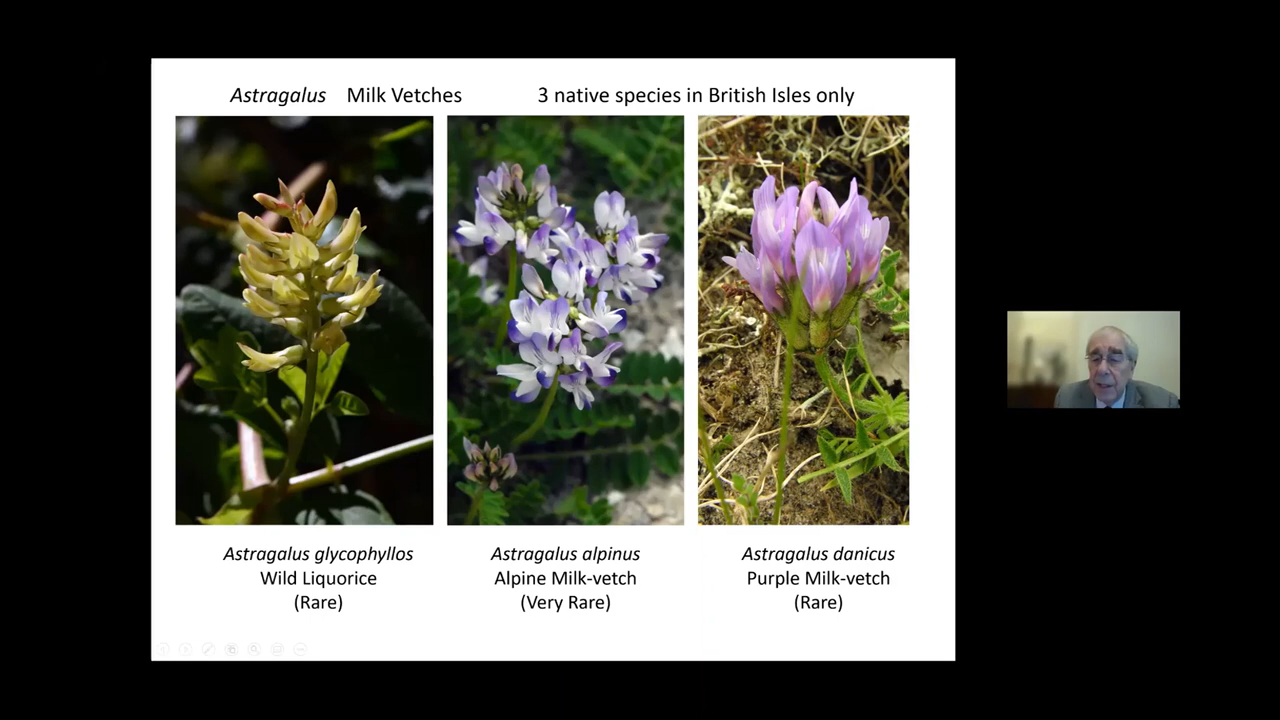 Astragalus Milk Vetches 3 native species in British Isles only
Astragalus glycophyllos
Wild Liquorice
(Rare)
Astragalus alpinus
Alpine Milk-vetch
(Very Rare)
Astragalus danicus
Purple Milk-vetch
(Rare)